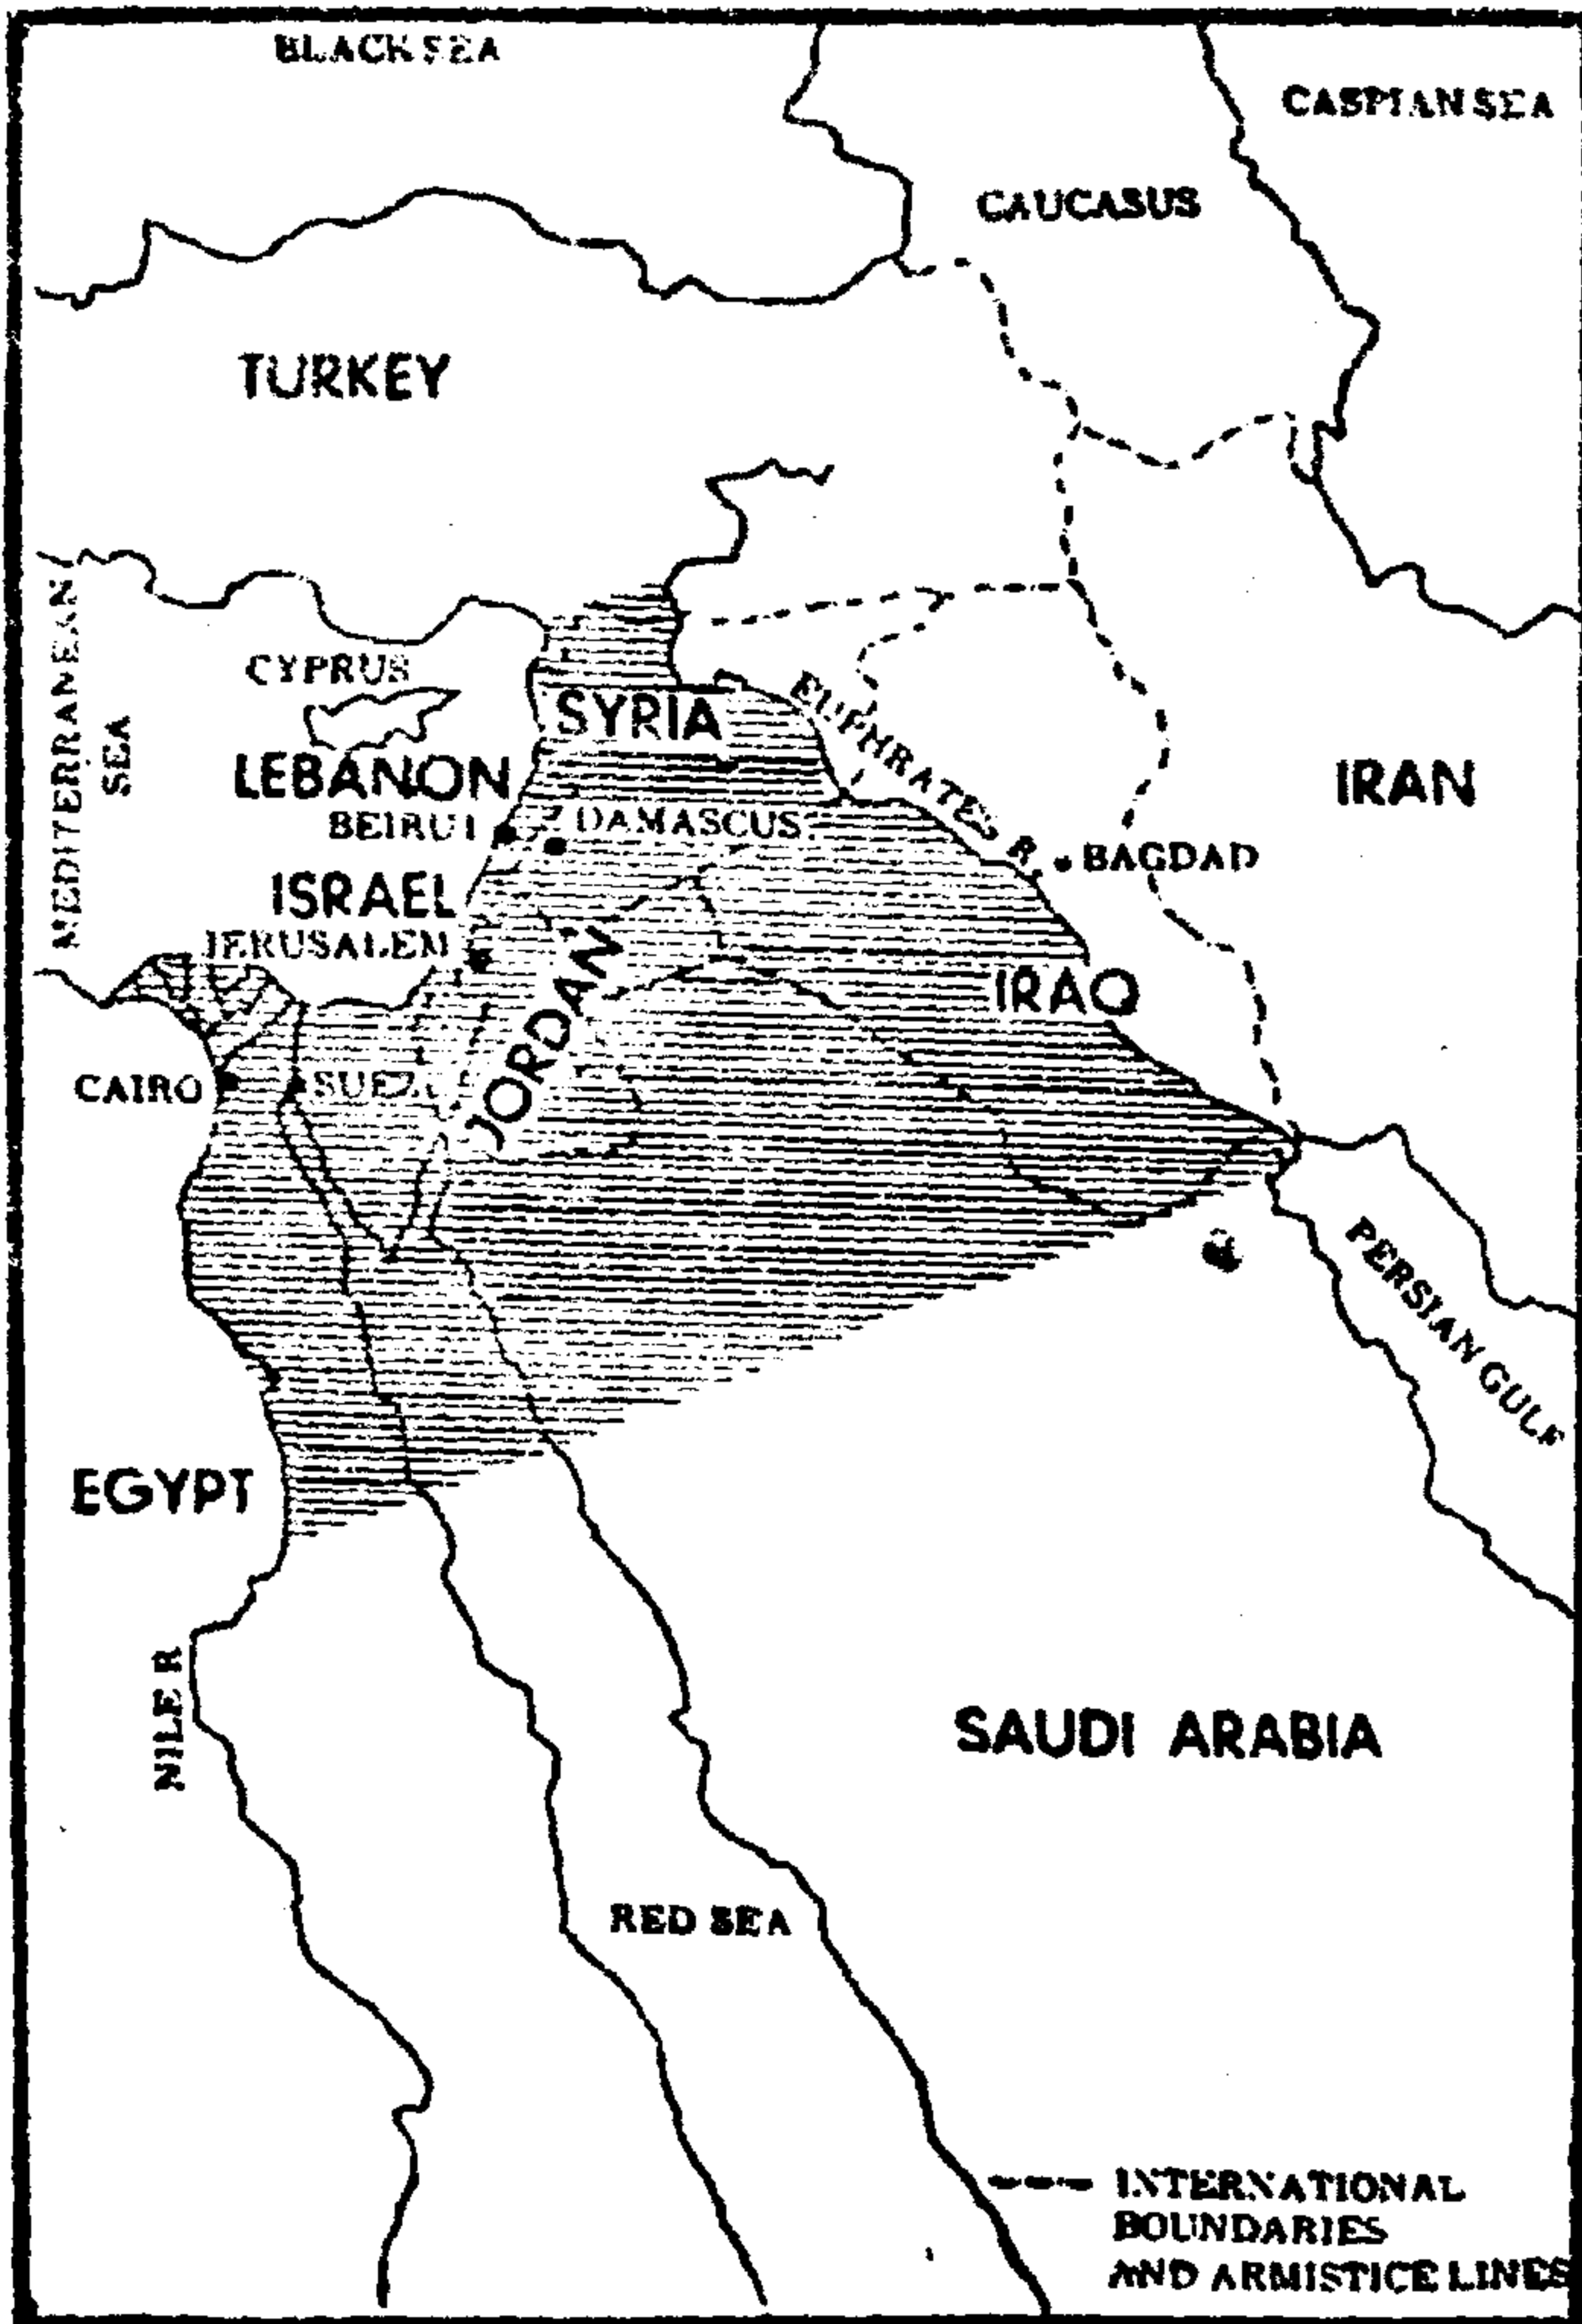 BLACK SEA
CASPIAN SEA
CAUCASUS
TURKEY
MEDITERRANEAN
SEA
CYPRUS
SYRIA
EUPHRATES R.
LEBANON
BEIRUT
DAMASCUS
IRAN
BAGDAD
ISRAEL
JERUSALEM
JORDAN
IRAQ
CAIRO
SUEZ
PERSIAN GULF
EGYPT
NILE R
SAUDI ARABIA
RED SEA
INTERNATIONAL
BOUNDARIES
AND ARMISTICE LINES